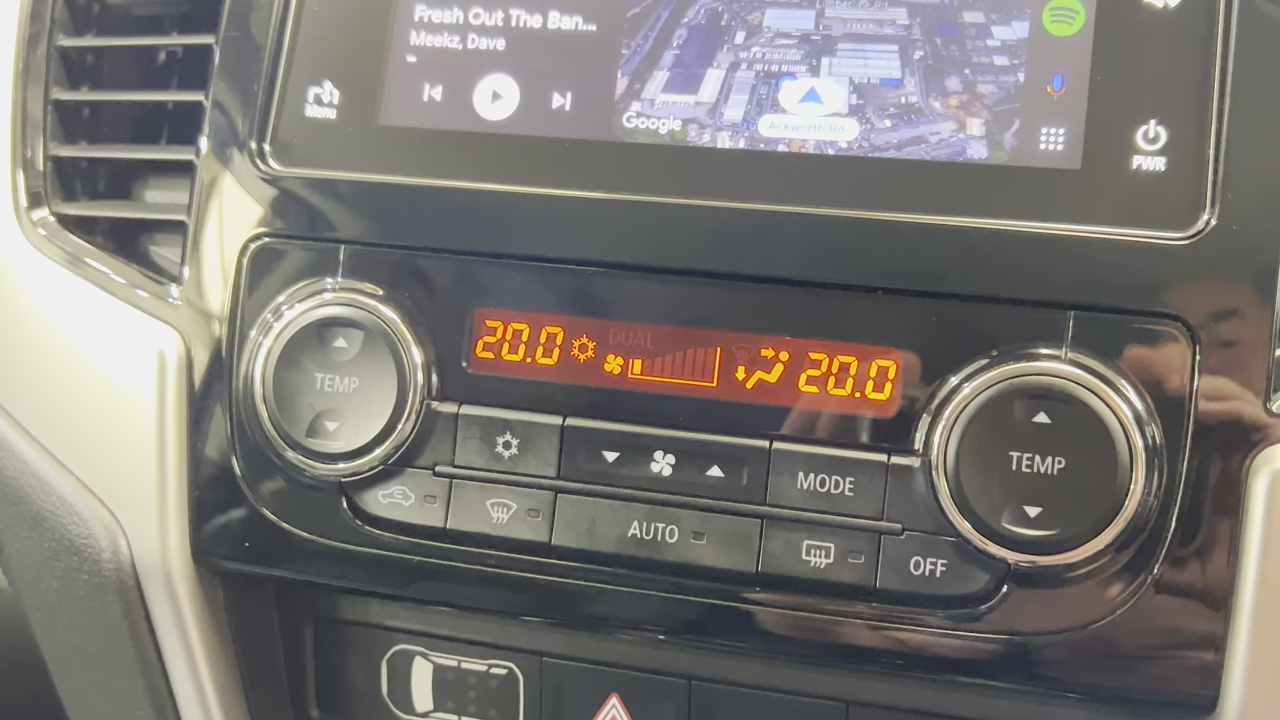 Fresh Out The Ban...
Meekz, Dave
Menu
Google
Ackworth Rd
PWR
20.0
DUAL
20.0
TEMP
TEMP
MODE
AUTO
OFF